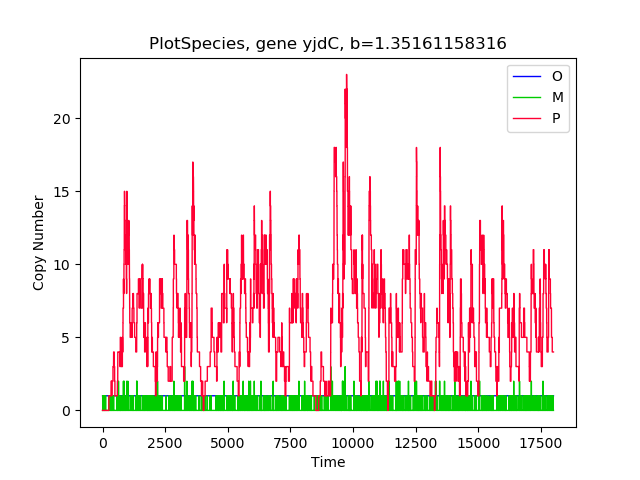 PlotSpecies, gene yjdC, b=1.35161158316
O
M
P
Copy Number
20
15
10
5
0
0 2500 5000 7500 10000 12500 15000 17500
Time